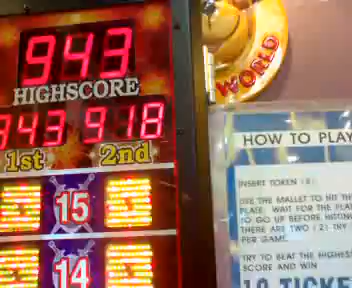 943
HIGHSCORE
943 918
1st 2nd
15
14
WORLD
HOW TO PLAY
INSERT TOKEN (S)
USE THE MALLET TO HIT THE
PLATE. WAIT FOR THE PLATE
TO GO UP BEFORE HITTING
THERE ARE TWO (2) TRY
PER GAME.
TRY TO BEAT THE HIGHES
SCORE AND WIN
10 TICKE